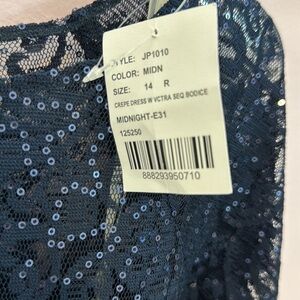 STYLE: JP1010
COLOR: MIDN
SIZE: 14 R
CREPE DRESS W VCTRA SEQ BODICE
MIDNIGHT-E31
125250
888293950710